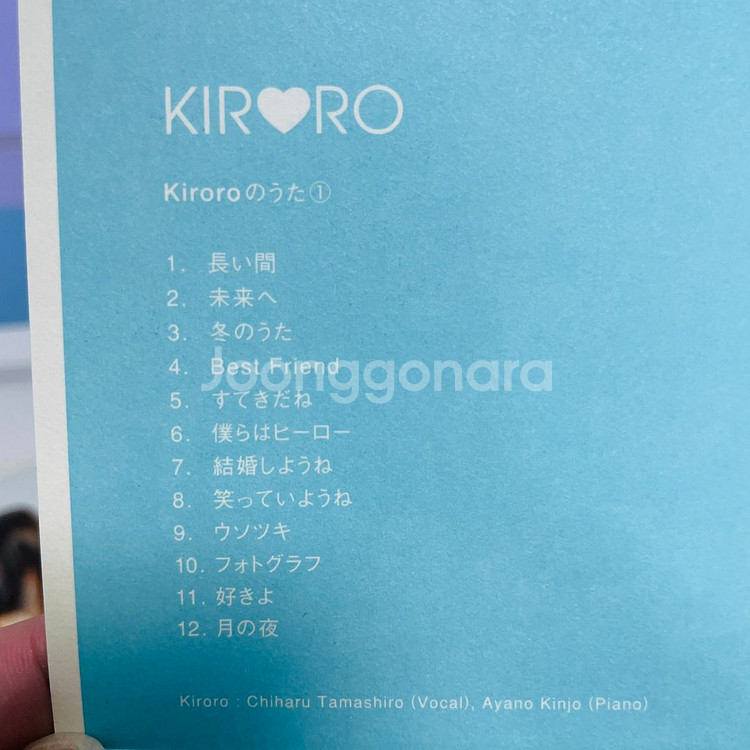 KIR♥RO
Kiroroのうた①
1. 長い間
2. 未来へ
3. 冬のうた
4. Best Friend
5. すてきだね
6. 僕らはヒーロー
7. 結婚しようね
8. 笑っていようね
9. ウソツキ
10. フォトグラフ
11. 好きよ
12. 月の夜
Joonggonara
Kiroro : Chiharu Tamashiro (Vocal), Ayano Kinjo (Piano)